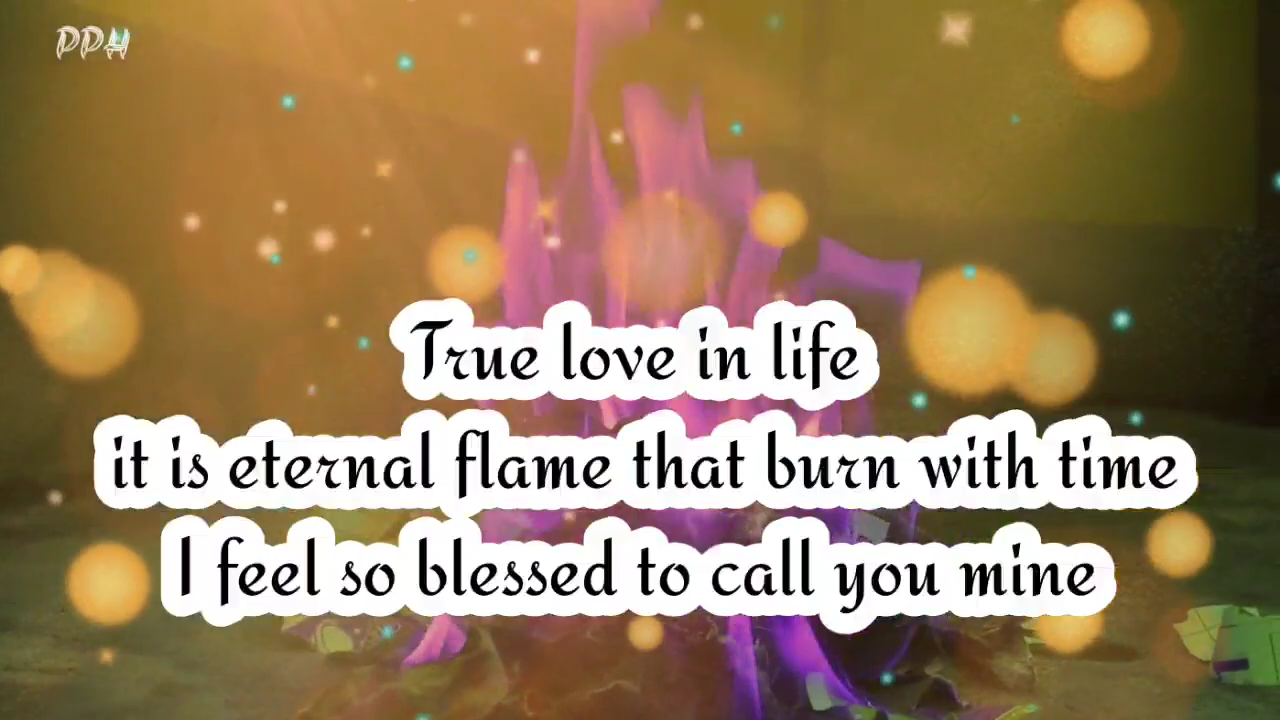 PPH
True love in life
it is eternal flame that burn with time
I feel so blessed to call you mine